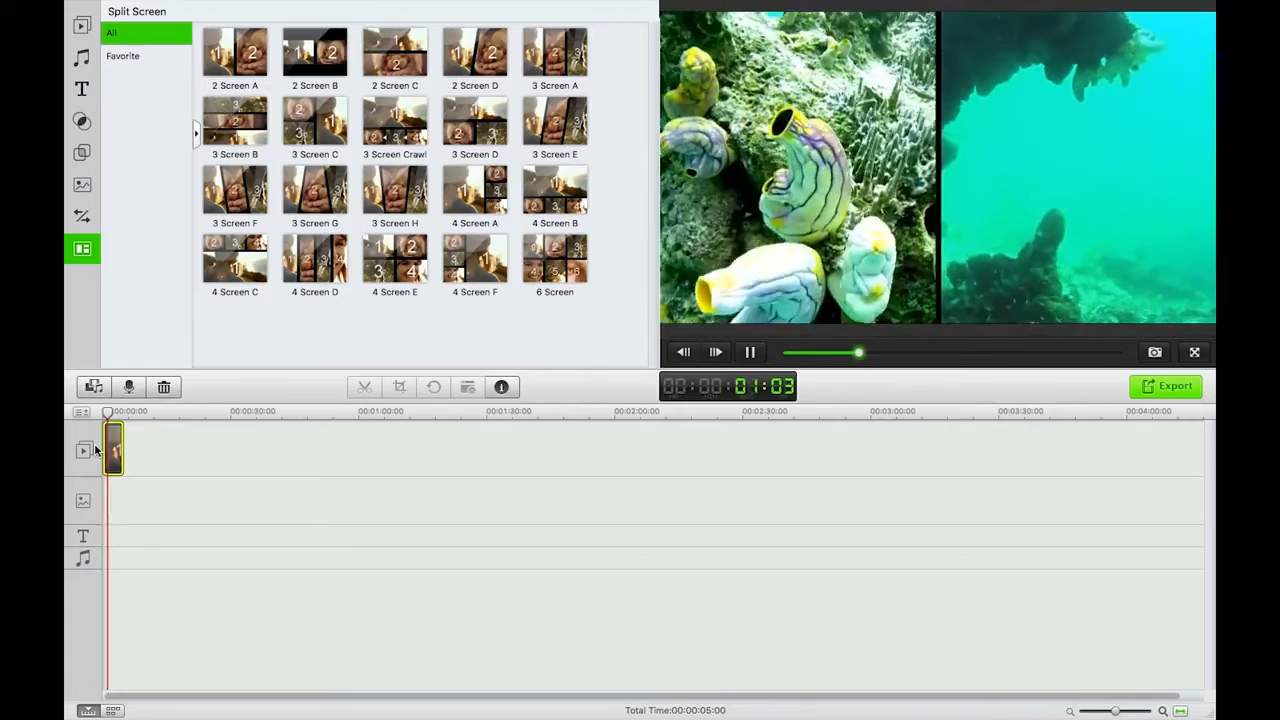 Split Screen
All
Favorite
2 Screen A
2 Screen B
2 Screen C
2 Screen D
3 Screen A
3 Screen B
3 Screen C
3 Screen Crawl
3 Screen D
3 Screen E
3 Screen F
3 Screen G
3 Screen H
4 Screen A
4 Screen B
4 Screen C
4 Screen D
4 Screen E
4 Screen F
6 Screen
00:00:01:03
Export
00:00:00 00:00:30:00 00:01:00:00 00:01:30:00 00:02:00:00 00:02:30:00 00:03:00:00 00:03:30:00 00:04:00:00
T
Total Time:00:00:05:00